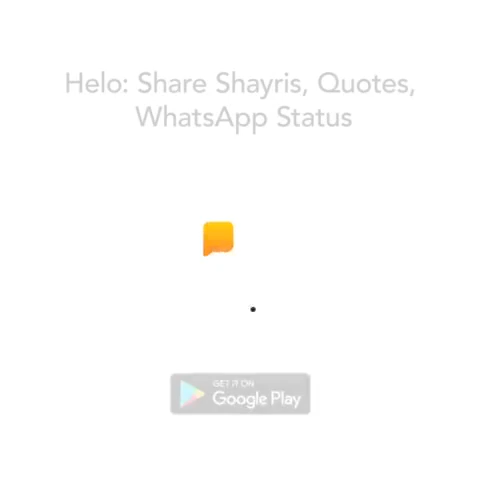 Helo: Share Shayris, Quotes,
WhatsApp Status
GET IT ON
Google Play